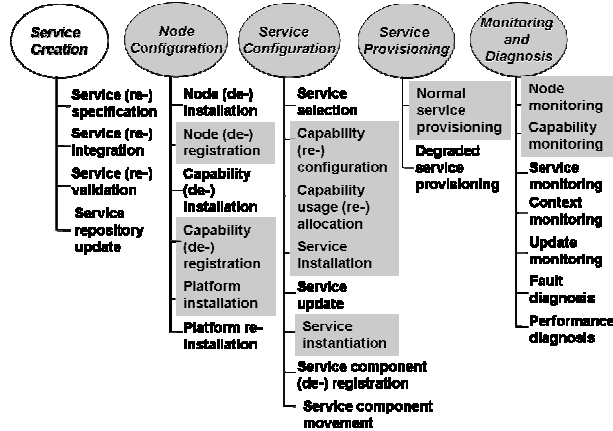 Service
Creation
Service (re-)
specification
Service (re-)
integration
Service (re-)
validation
Service
repository
update
Node
Configuration
Node (de-)
installation
Node (de-)
registration
Capability
(de-)
installation
Capability
(de-)
registration
Platform
installation
Platform re-
installation
Service
Configuration
Service
selection
Capability
(re-)
configuration
Capability
usage (re-)
allocation
Service
Installation
Service
update
Service
instantiation
Service component
(de-) registration
Service component
movement
Service
Provisioning
Normal
service
provisioning
Degraded
service
provisioning
Monitoring
and
Diagnosis
Node
monitoring
Capability
monitoring
Service
monitoring
Context
monitoring
Update
monitoring
Fault
diagnosis
Performance
diagnosis